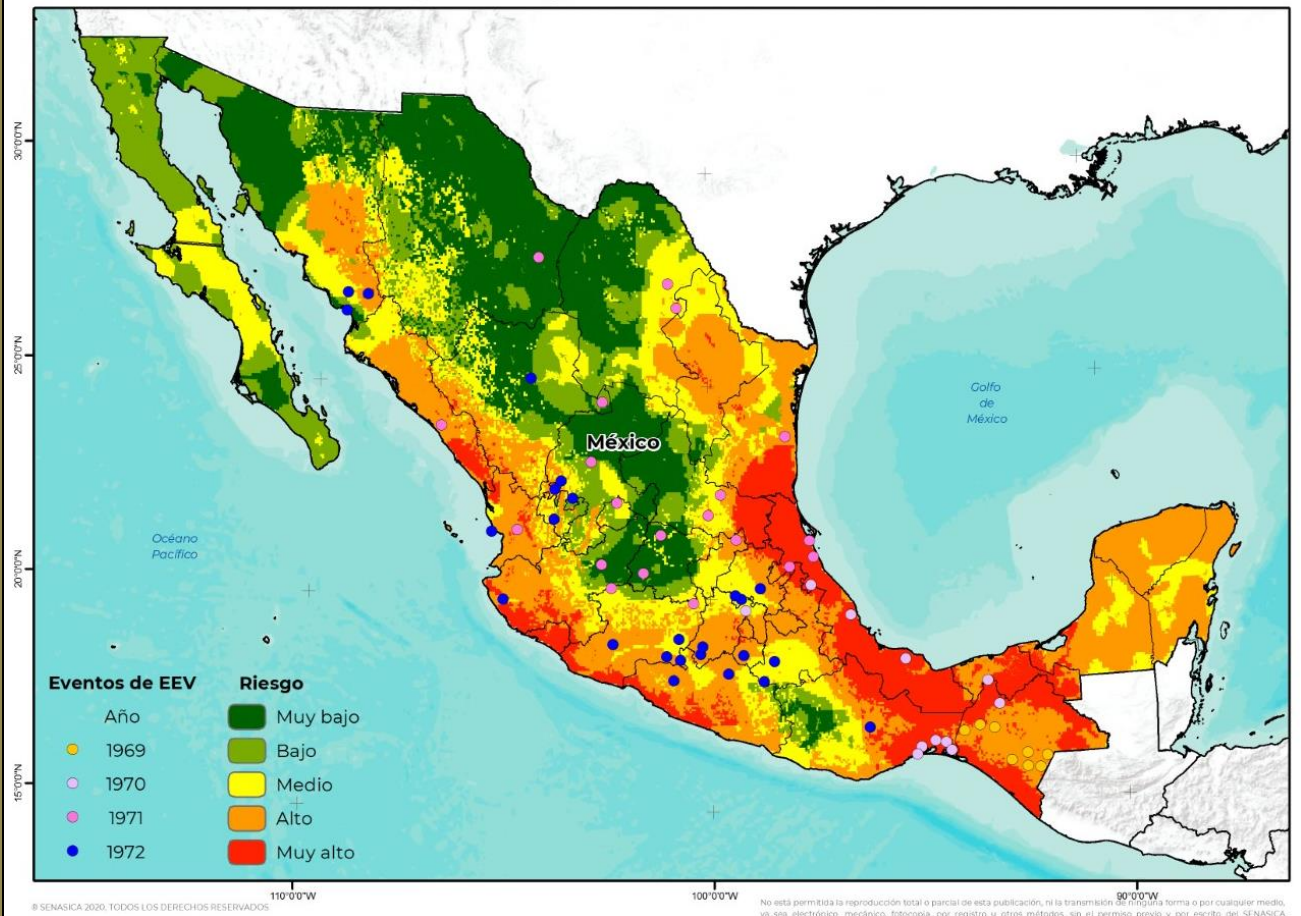 30°0'0"N
25°0'0"N
20°0'0"N
15°0'0"N
México
Golfo
de
México
Océano
Pacífico
Eventos de EEV
Año
1969
1970
1971
1972
Riesgo
Muy bajo
Bajo
Medio
Alto
Muy alto
110°0'0"W
100°0'0"W
90°0'0"W
® SENASICA 2020. TODOS LOS DERECHOS RESERVADOS
No está permitida la reproducción total o parcial de esta publicación, ni la transmisión de ninguna forma o por cualquier medio,
ya sea electrónico, mecánico, fotocopia, por registro u otros métodos, sin el permiso previo y por escrito del SENASICA.